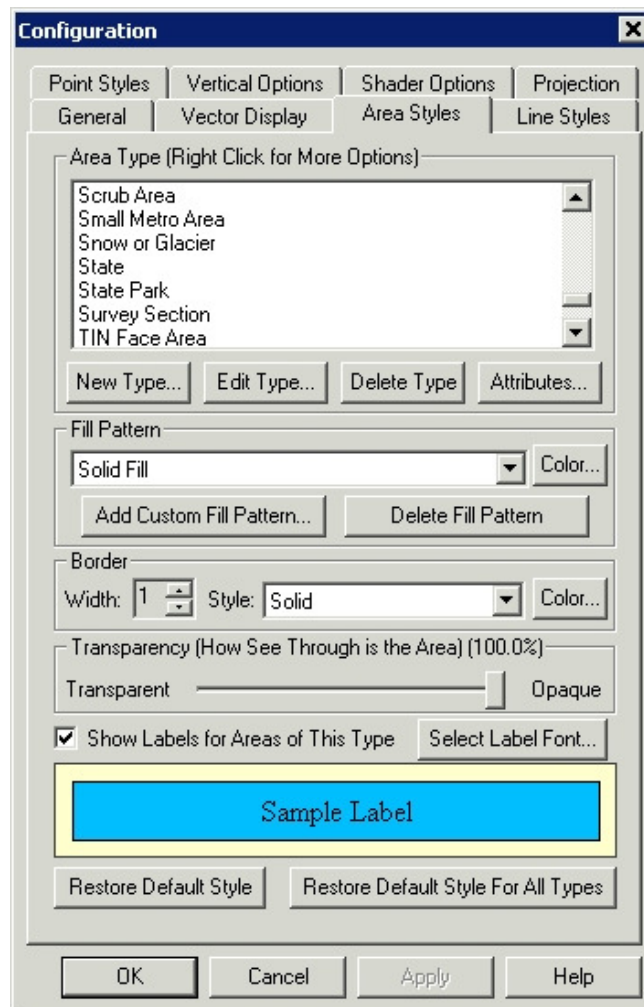 Configuration
Point Styles Vertical Options Shader Options Projection
General Vector Display Area Styles Line Styles
Area Type (Right Click for More Options)
Scrub Area
Small Metro Area
Snow or Glacier
State
State Park
Survey Section
TIN Face Area
New Type... Edit Type... Delete Type Attributes...
Fill Pattern
Solid Fill Color...
Add Custom Fill Pattern... Delete Fill Pattern
Border
Width: 1 Style: Solid Color...
Transparency (How See Through is the Area) (100.0%)
Transparent Opaque
Show Labels for Areas of This Type Select Label Font...
Sample Label
Restore Default Style Restore Default Style For All Types
OK Cancel Apply Help